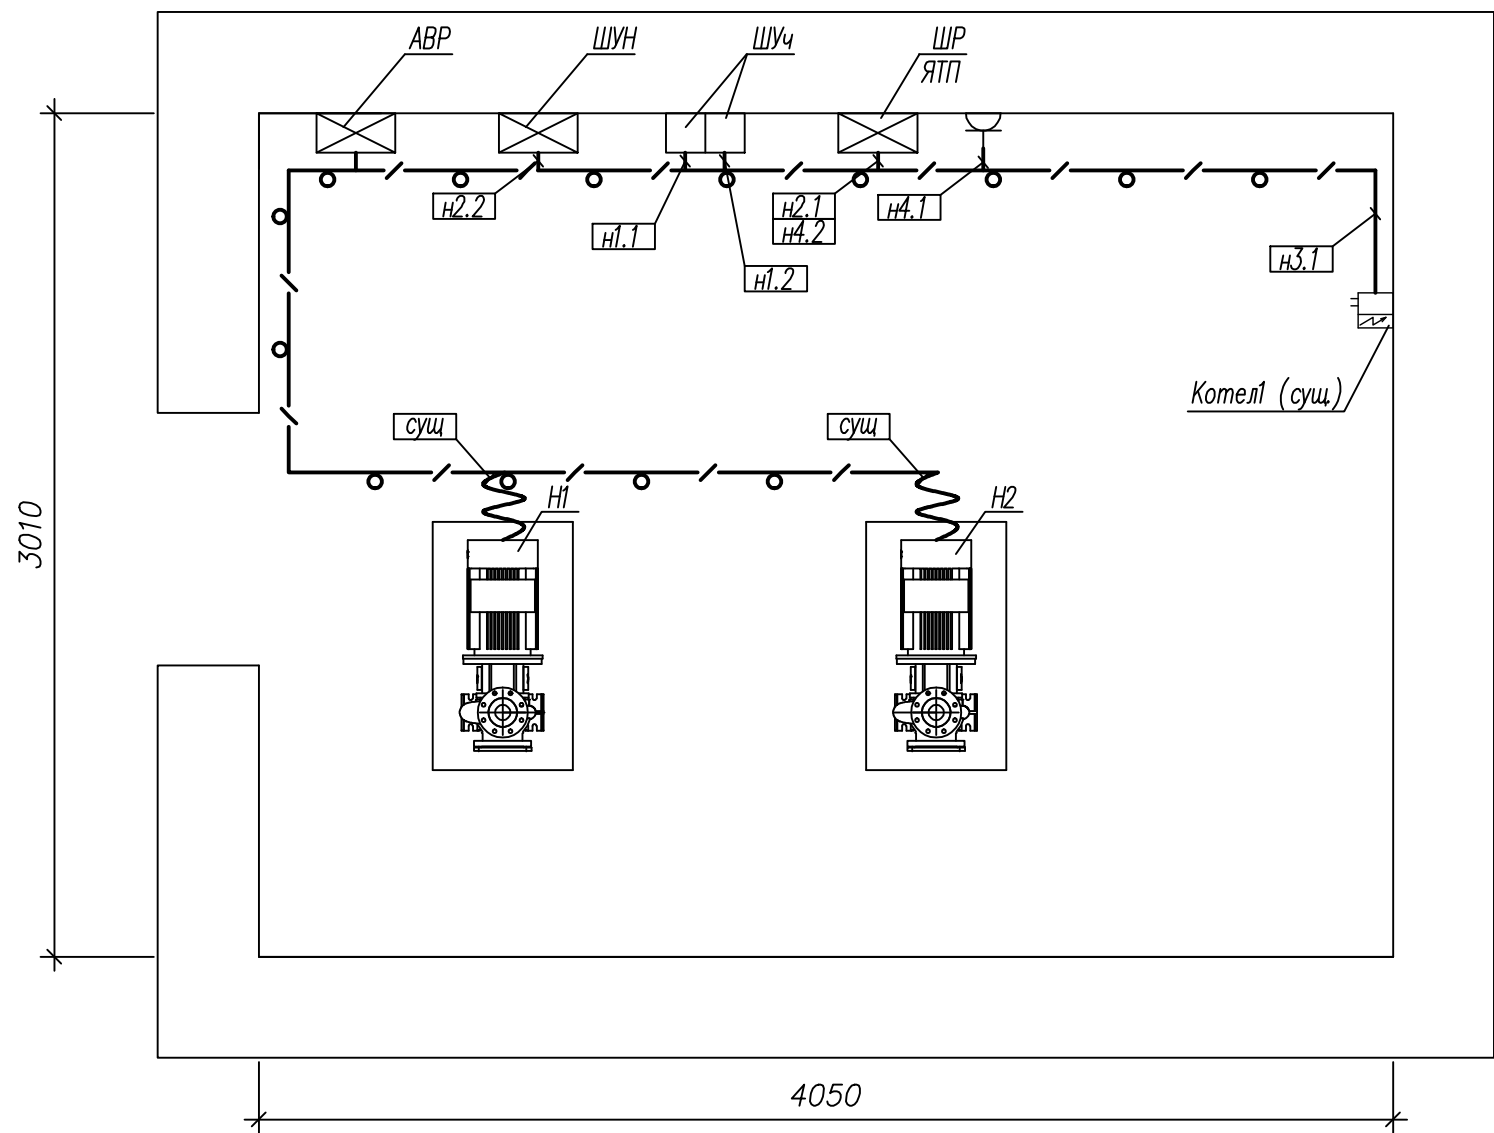 АВР
ШУН
ШУч
ШР
ЯТП
н2.2
н1.1
н2.1
н4.2
н4.1
н1.2
н3.1
Котел1 (сущ.)
сущ
сущ
Н1
Н2
3010
4050